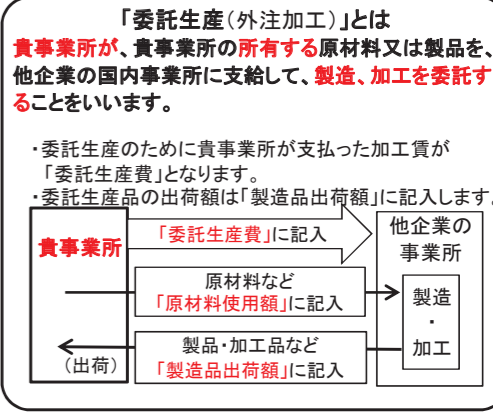 「委託生産(外注加工)」とは
貴事業所が、貴事業所の所有する原材料又は製品を、
他企業の国内事業所に支給して、製造、加工を委託す
ることをいいます。
・委託生産のために貴事業所が支払った加工賃が
「委託生産費」となります。
・委託生産品の出荷額は「製造品出荷額」に記入します。
貴事業所
「委託生産費」に記入
他企業の
事業所
原材料など
「原材料使用額」に記入
製造
・
加工
製品・加工品など
「製造品出荷額」に記入
(出荷)